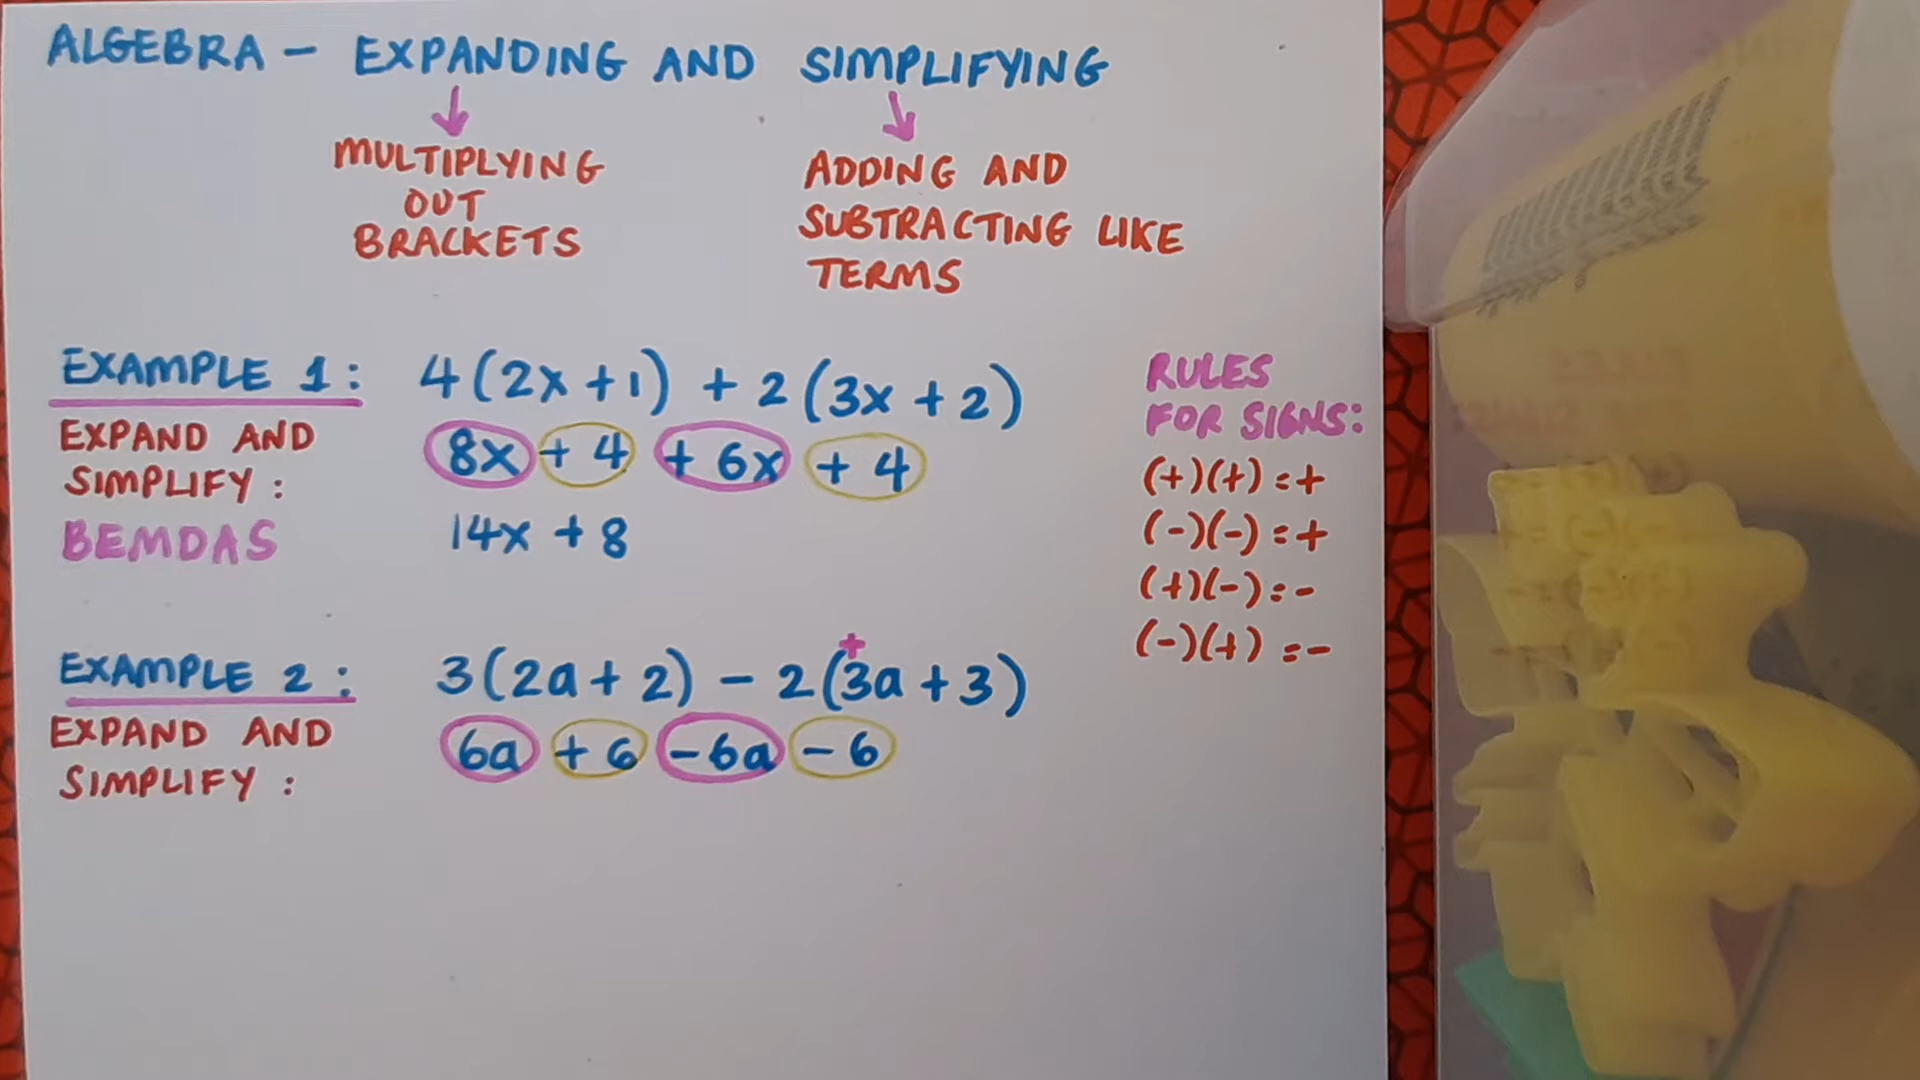 ALGEBRA - EXPANDING AND SIMPLIFYING
MULTIPLYING
OUT
BRACKETS
ADDING AND
SUBTRACTING LIKE
TERMS
EXAMPLE 1: 4(2x+1) + 2(3x+2)
EXPAND AND
SIMPLIFY:
8x + 4 + 6x + 4
BEMDAS
14x + 8
RULES
FOR SIGNS:
(+)(+)=+
(-)(-)=+
(+)(-)=-
(-)(+)=-
+
EXAMPLE 2: 3(2a+2) - 2(3a+3)
EXPAND AND
SIMPLIFY:
6a + 6 - 6a - 6